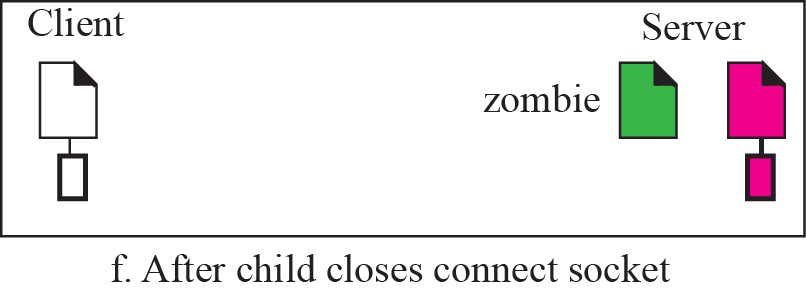 Client
Server
zombie
f. After child closes connect socket